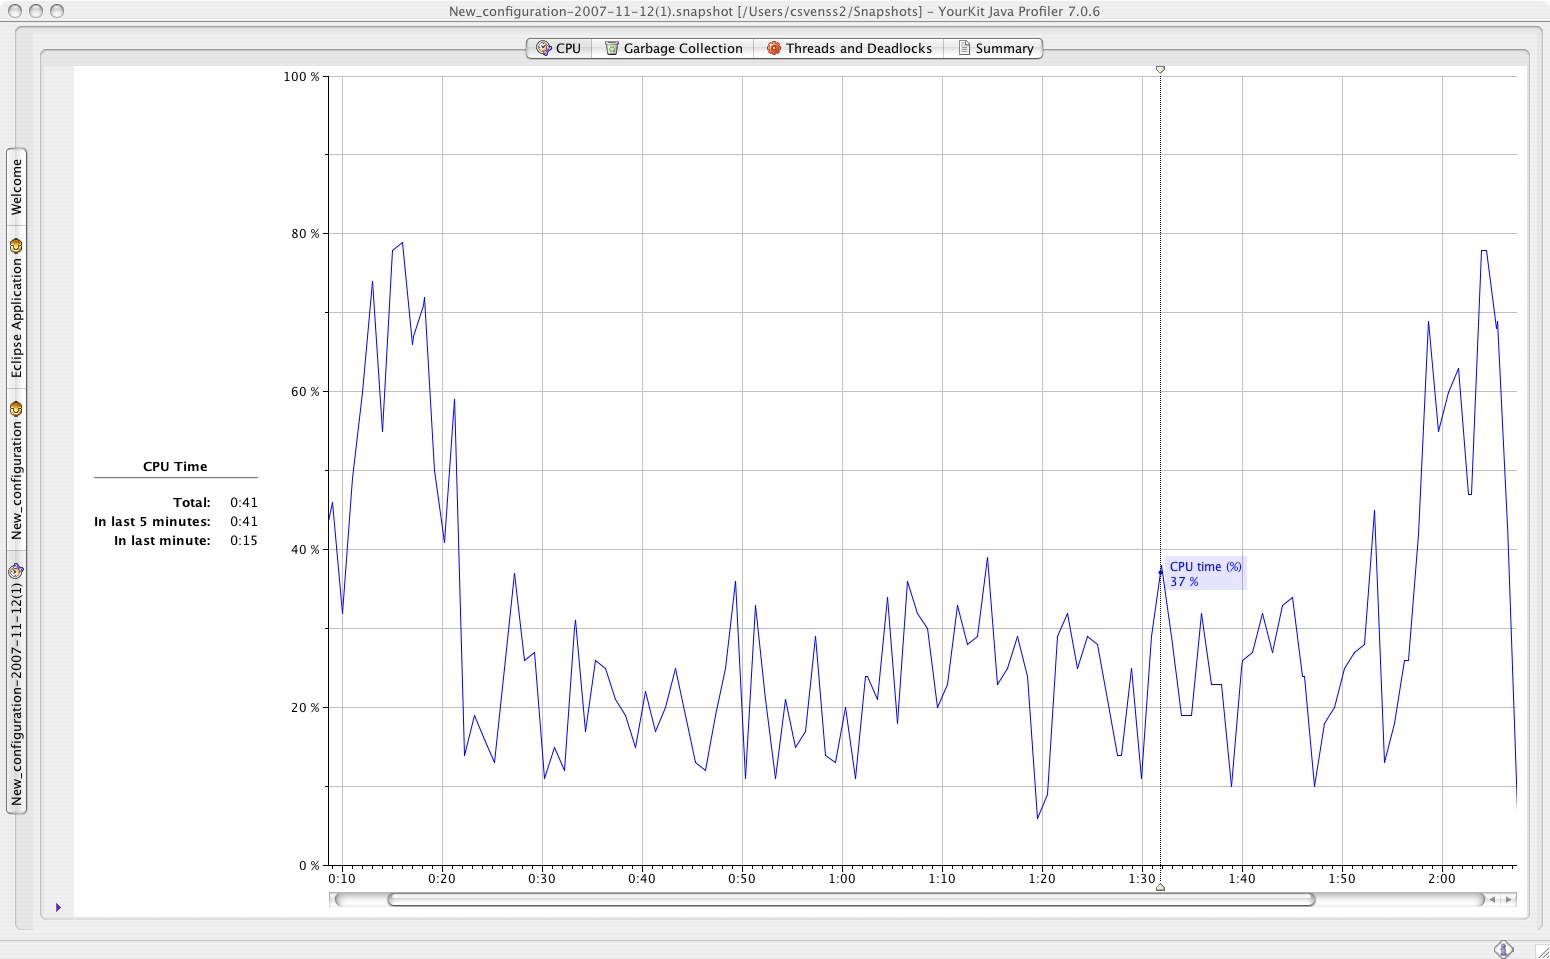 New_configuration-2007-11-12(1).snapshot [/Users/csvenss2/Snapshots] – YourKit Java Profiler 7.0.6
CPU
Garbage Collection
Threads and Deadlocks
Summary
Welcome
Eclipse Application
New_configuration
New_configuration-2007-11-12(1)
CPU Time
Total: 0:41
In last 5 minutes: 0:41
In last minute: 0:15
100 %
80 %
60 %
40 %
20 %
0 %
CPU time (%)
37 %
0:10 0:20 0:30 0:40 0:50 1:00 1:10 1:20 1:30 1:40 1:50 2:00